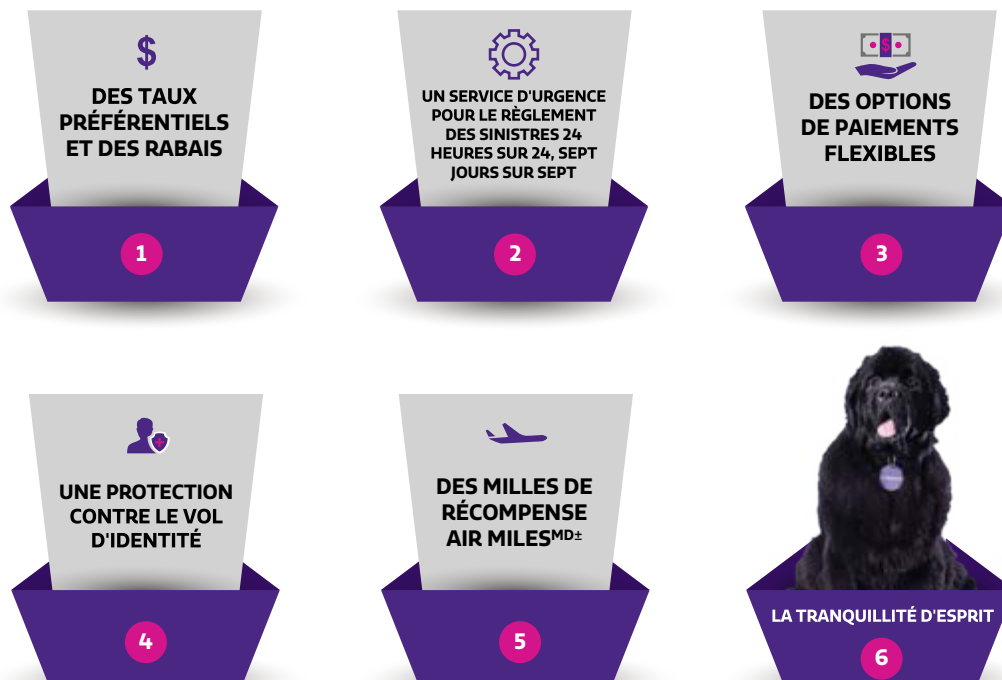 $
DES TAUX
PRÉFÉRENTIELS
ET DES RABAIS
1
UN SERVICE D'URGENCE
POUR LE RÈGLEMENT
DES SINISTRES 24
HEURES SUR 24, SEPT
JOURS SUR SEPT
2
$
DES OPTIONS
DE PAIEMENTS
FLEXIBLES
3
UNE PROTECTION
CONTRE LE VOL
D'IDENTITÉ
4
DES MILLES DE
RÉCOMPENSE
AIR MILESᴹᴰ±
5
LA TRANQUILLITÉ D'ESPRIT
6